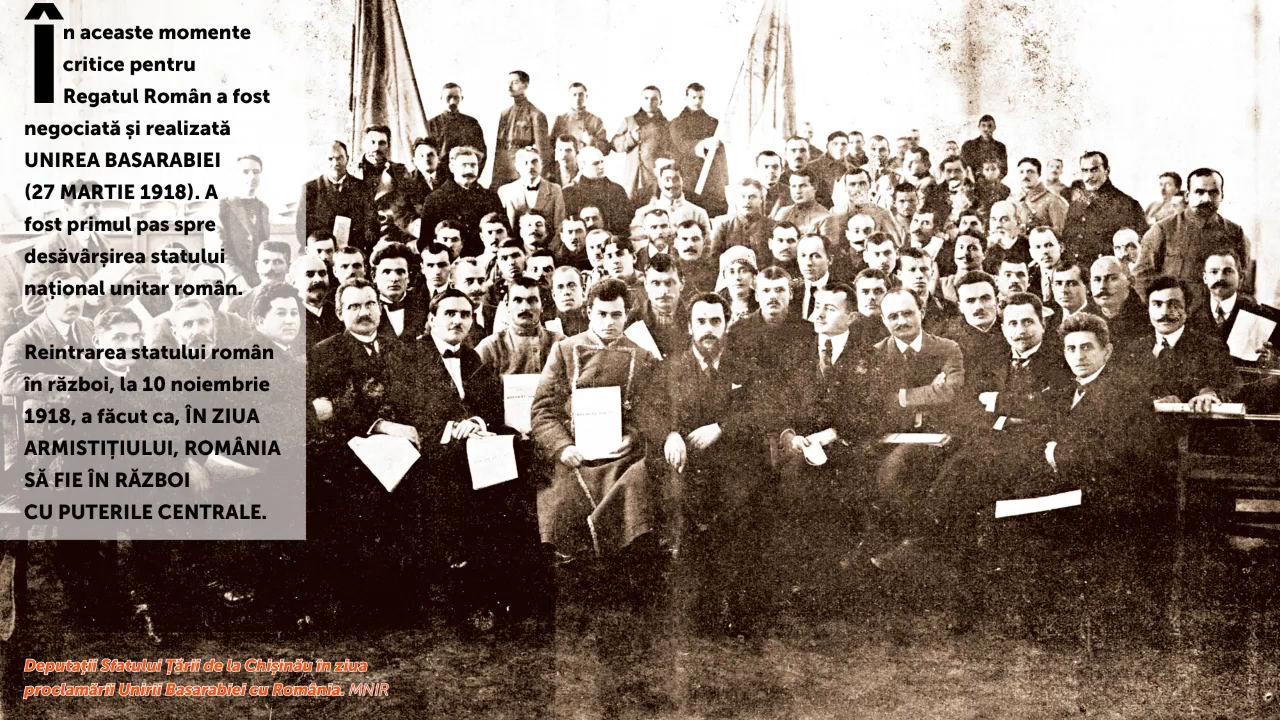 În aceaste momente
critice pentru
Regatul Român a fost
negociată și realizată
UNIREA BASARABIEI
(27 MARTIE 1918). A
fost primul pas spre
desăvârșirea statului
național unitar român.
Reintrarea statului român
în război, la 10 noiembrie
1918, a făcut ca, ÎN ZIUA
ARMISTIȚIULUI, ROMÂNIA
SĂ FIE ÎN RĂZBOI
CU PUTERILE CENTRALE.
Deputații Sfatului Țării de la Chișinău în ziua
proclamării Unirii Basarabiei cu România. MNIR